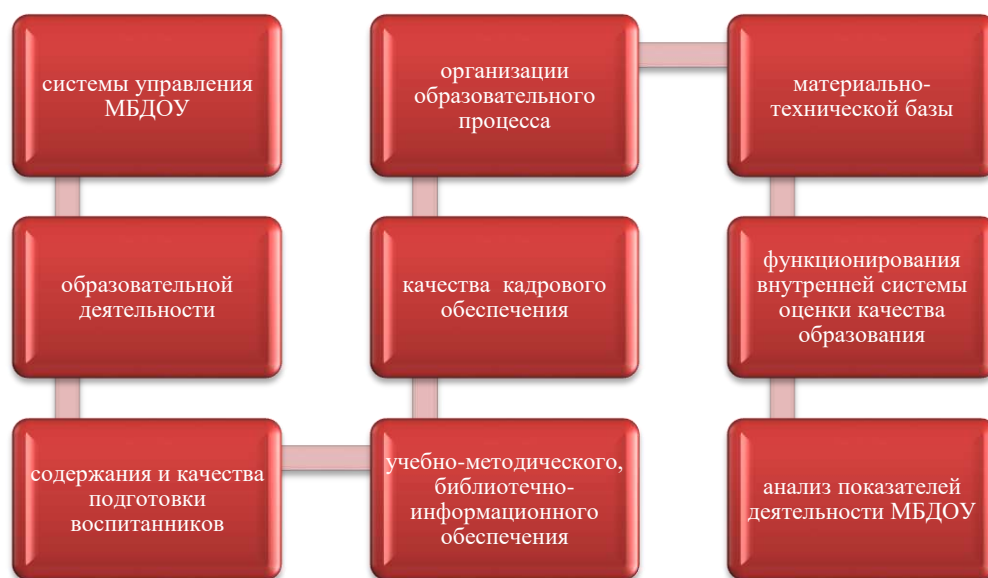 системы управления
МБДОУ
образовательной
деятельности
содержания и качества
подготовки
воспитанников
учебно-методического,
библиотечно-
информационного
обеспечения
качества кадрового
обеспечения
организации
образовательного
процесса
материально-
технической базы
функционирования
внутренней системы
оценки качества
образования
анализ показателей
деятельности МБДОУ